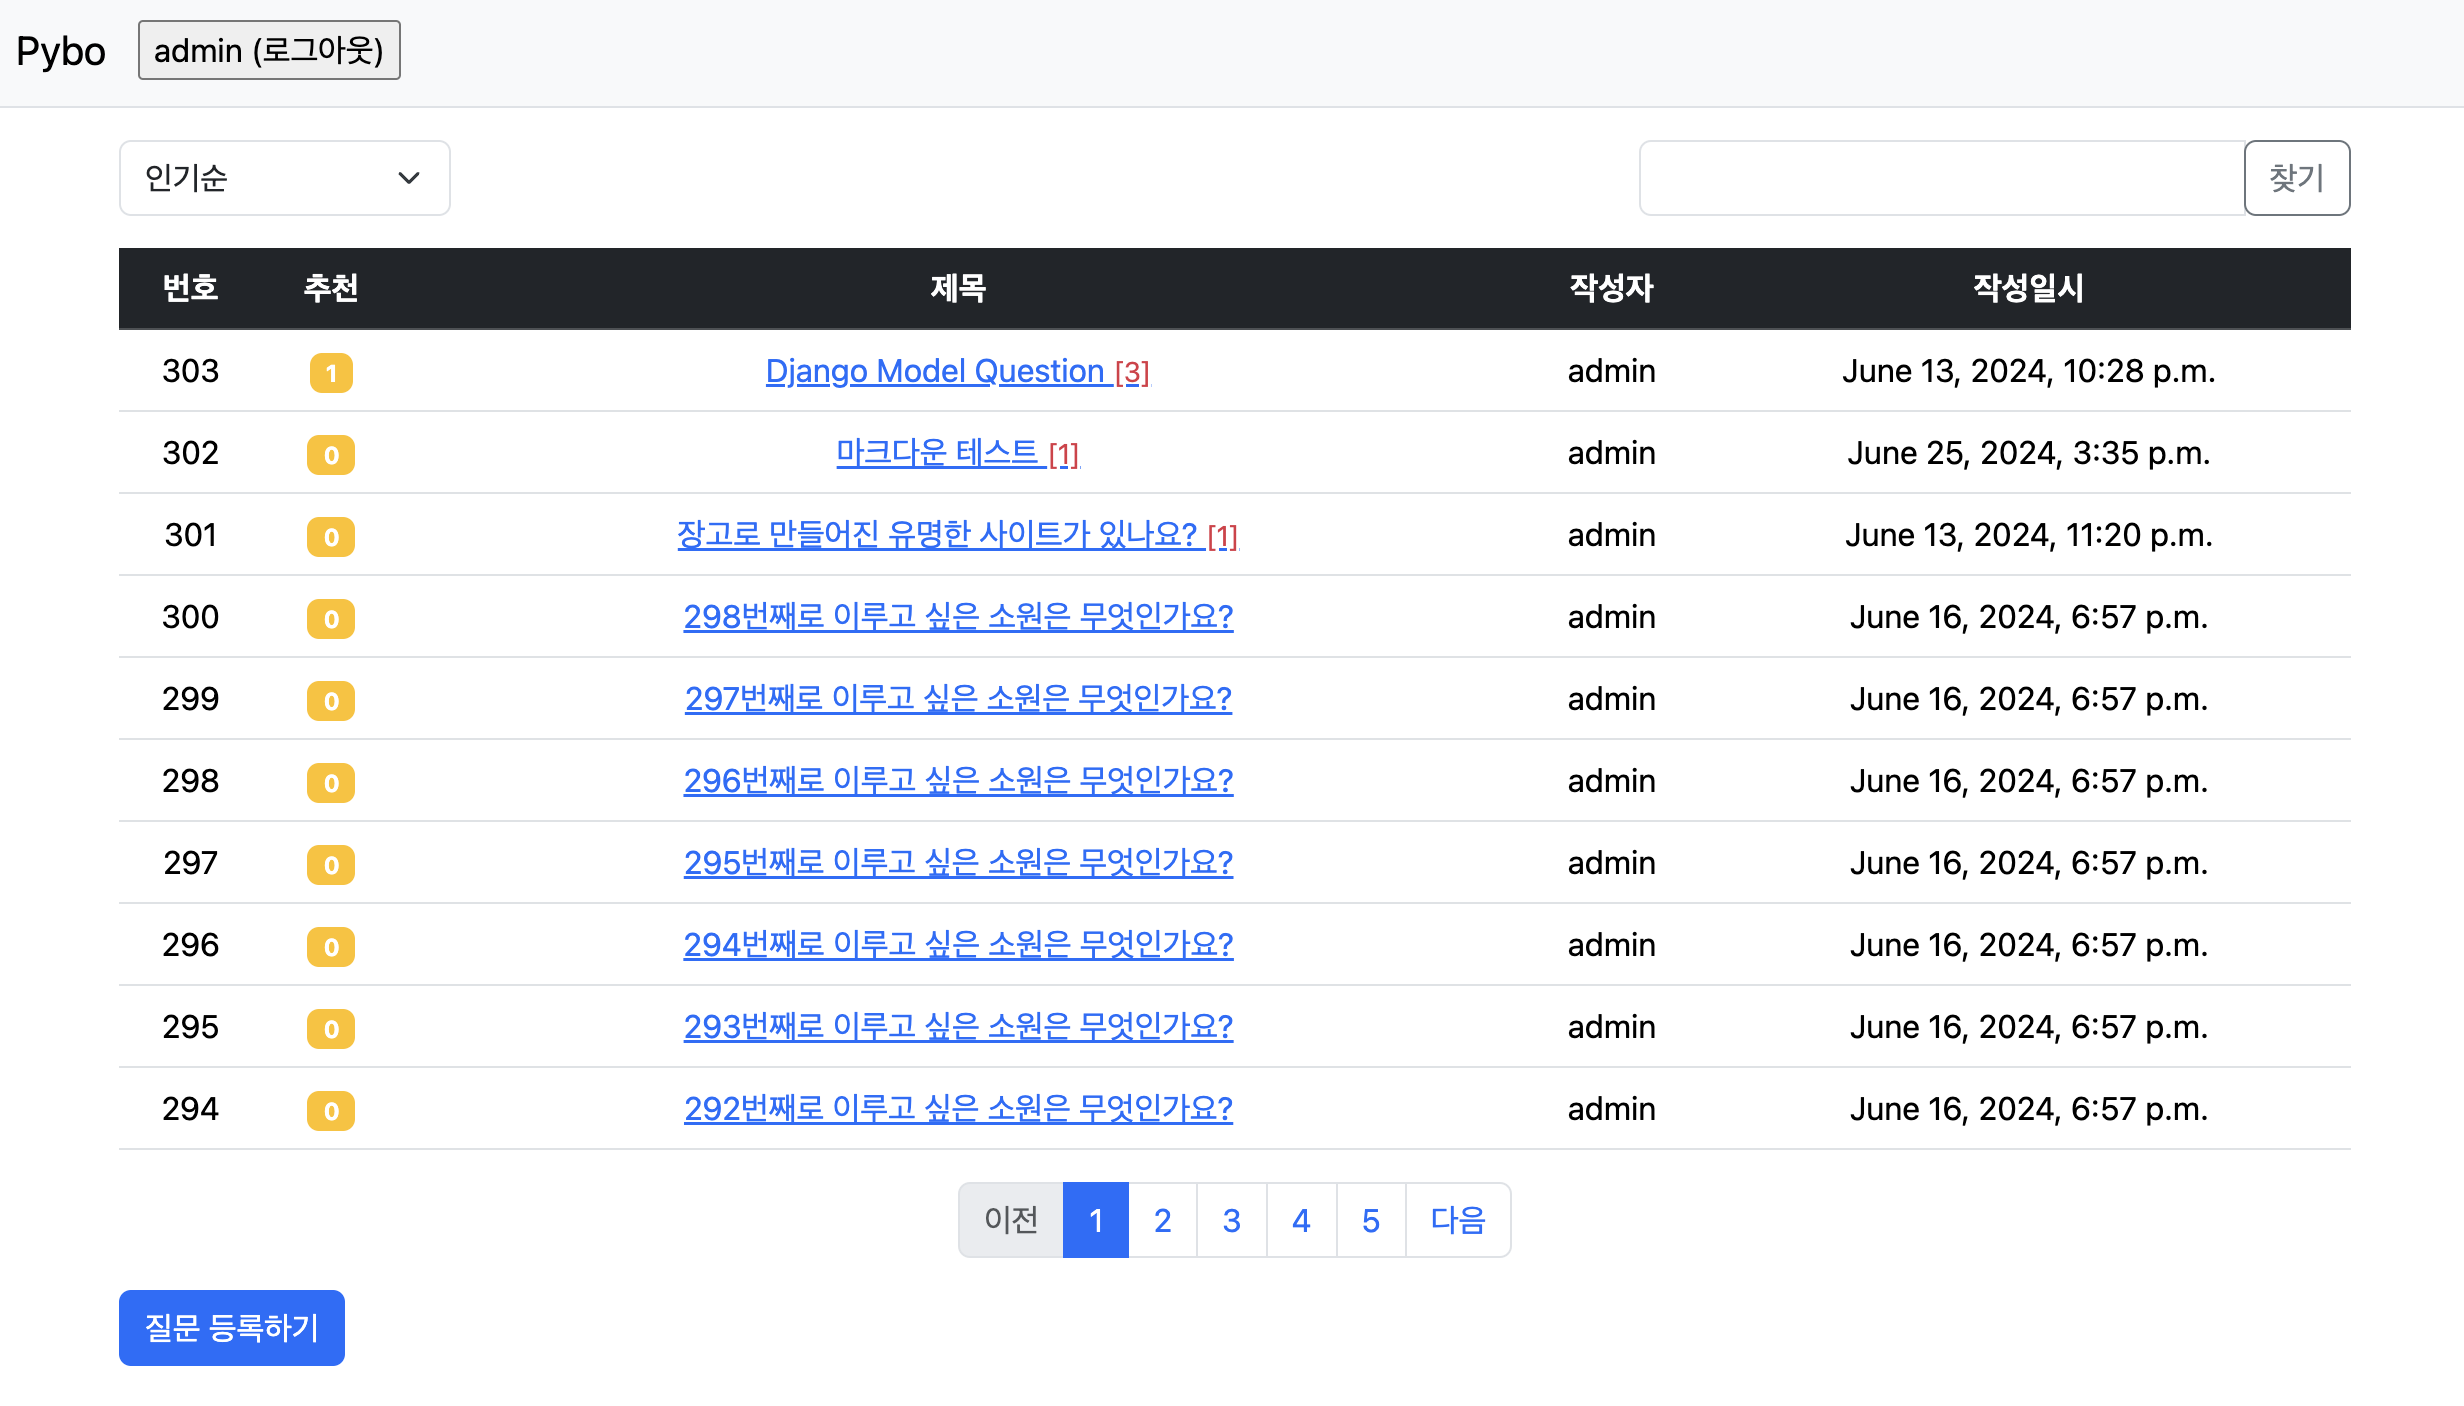 Pybo admin (로그아웃)
인기순 찾기
번호 추천 제목 작성자 작성일시
303 1 Django Model Question [3] admin June 13, 2024, 10:28 p.m.
302 0 마크다운 테스트 [1] admin June 25, 2024, 3:35 p.m.
301 0 장고로 만들어진 유명한 사이트가 있나요? [1] admin June 13, 2024, 11:20 p.m.
300 0 298번째로 이루고 싶은 소원은 무엇인가요? admin June 16, 2024, 6:57 p.m.
299 0 297번째로 이루고 싶은 소원은 무엇인가요? admin June 16, 2024, 6:57 p.m.
298 0 296번째로 이루고 싶은 소원은 무엇인가요? admin June 16, 2024, 6:57 p.m.
297 0 295번째로 이루고 싶은 소원은 무엇인가요? admin June 16, 2024, 6:57 p.m.
296 0 294번째로 이루고 싶은 소원은 무엇인가요? admin June 16, 2024, 6:57 p.m.
295 0 293번째로 이루고 싶은 소원은 무엇인가요? admin June 16, 2024, 6:57 p.m.
294 0 292번째로 이루고 싶은 소원은 무엇인가요? admin June 16, 2024, 6:57 p.m.
이전 1 2 3 4 5 다음
질문 등록하기